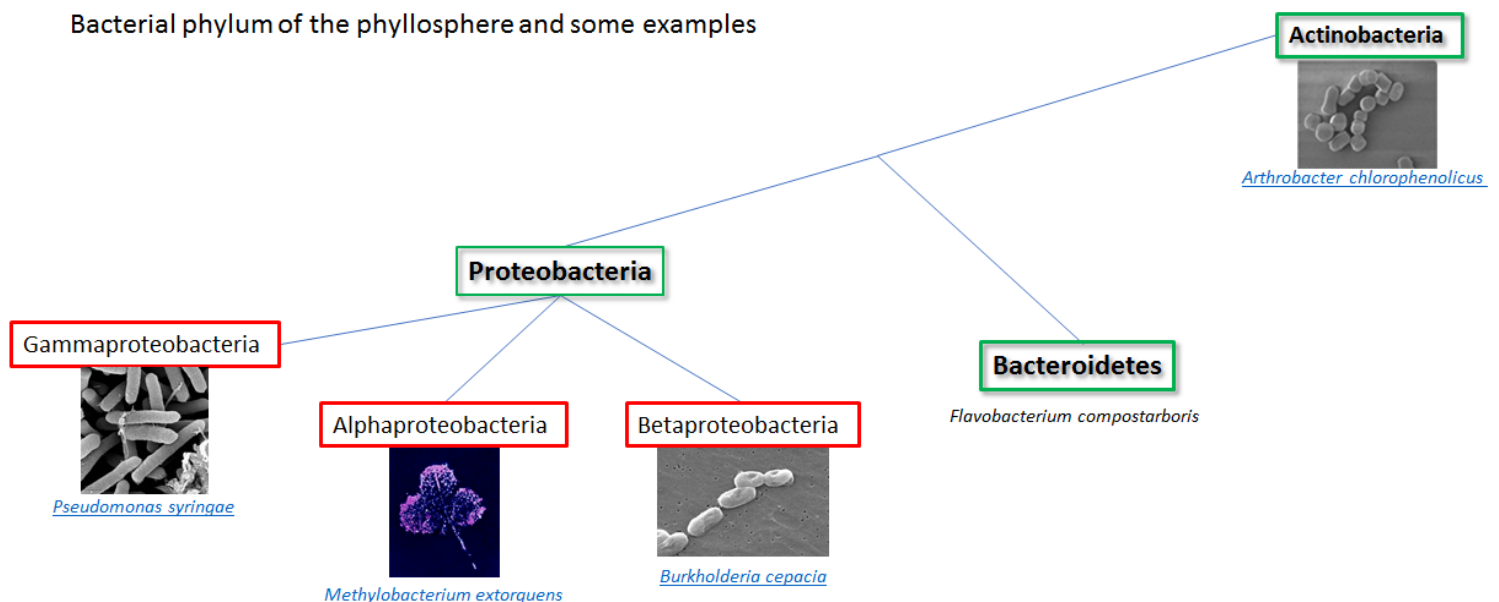 Bacterial phylum of the phyllosphere and some examples
Actinobacteria
Arthrobacter chlorophenolicus
Proteobacteria
Gammaproteobacteria
Pseudomonas syringae
Bacteroidetes
Flavobacterium compostarboris
Alphaproteobacteria
Methylobacterium extorquens
Betaproteobacteria
Burkholderia cepacia